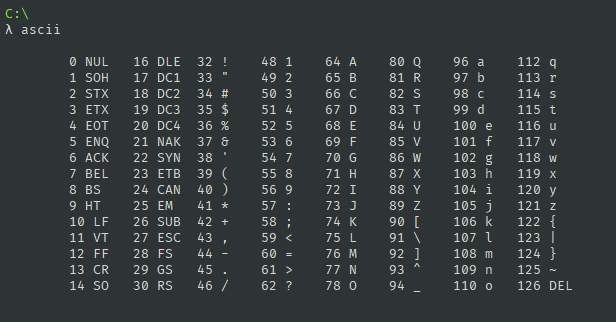 C:\
λ ascii
0 NUL 16 DLE 32 ! 48 1 64 A 80 Q 96 a 112 q
1 SOH 17 DC1 33 " 49 2 65 B 81 R 97 b 113 r
2 STX 18 DC2 34 # 50 3 66 C 82 S 98 c 114 s
3 ETX 19 DC3 35 $ 51 4 67 D 83 T 99 d 115 t
4 EOT 20 DC4 36 % 52 5 68 E 84 U 100 e 116 u
5 ENQ 21 NAK 37 & 53 6 69 F 85 V 101 f 117 v
6 ACK 22 SYN 38 ' 54 7 70 G 86 W 102 g 118 w
7 BEL 23 ETB 39 ( 55 8 71 H 87 X 103 h 119 x
8 BS 24 CAN 40 ) 56 9 72 I 88 Y 104 i 120 y
9 HT 25 EM 41 * 57 : 73 J 89 Z 105 j 121 z
10 LF 26 SUB 42 + 58 ; 74 K 90 [ 106 k 122 {
11 VT 27 ESC 43 , 59 < 75 L 91 \ 107 l 123 |
12 FF 28 FS 44 - 60 = 76 M 92 ] 108 m 124 }
13 CR 29 GS 45 . 61 > 77 N 93 ^ 109 n 125 ~
14 SO 30 RS 46 / 62 ? 78 O 94 _ 110 o 126 DEL